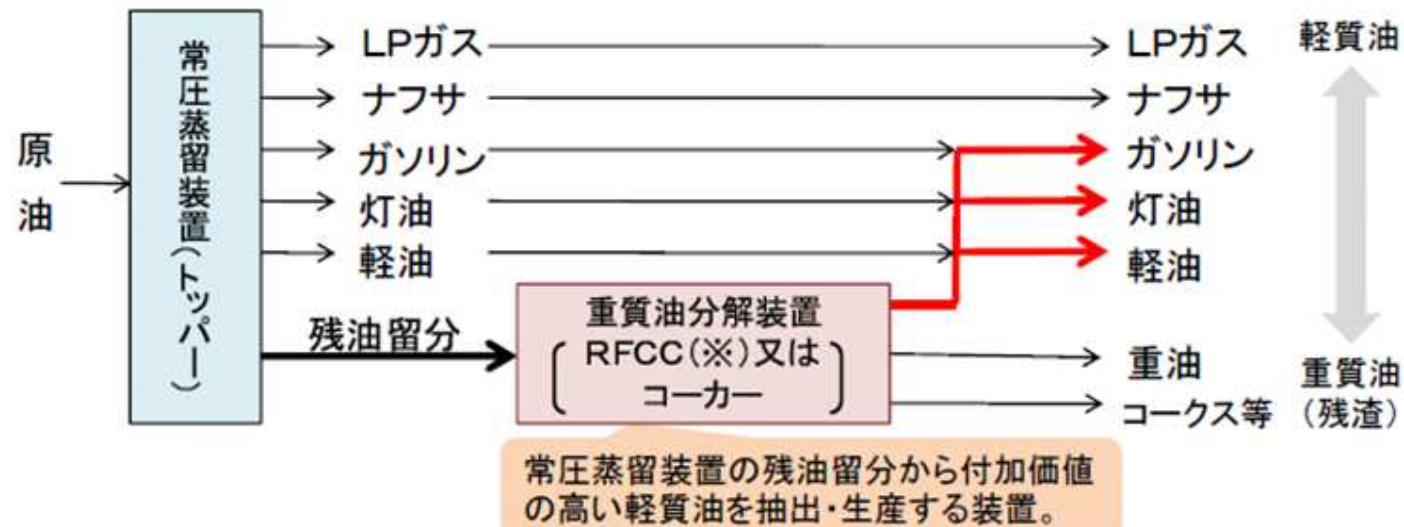 原油
常圧蒸留装置(トッパー)
LPガス
ナフサ
ガソリン
灯油
軽油
残油留分
重質油分解装置
RFCC(※)又は
コーカー
常圧蒸留装置の残油留分から付加価値
の高い軽質油を抽出・生産する装置。
LPガス
ナフサ
ガソリン
灯油
軽油
重油
コークス等
軽質油
重質油
(残渣)